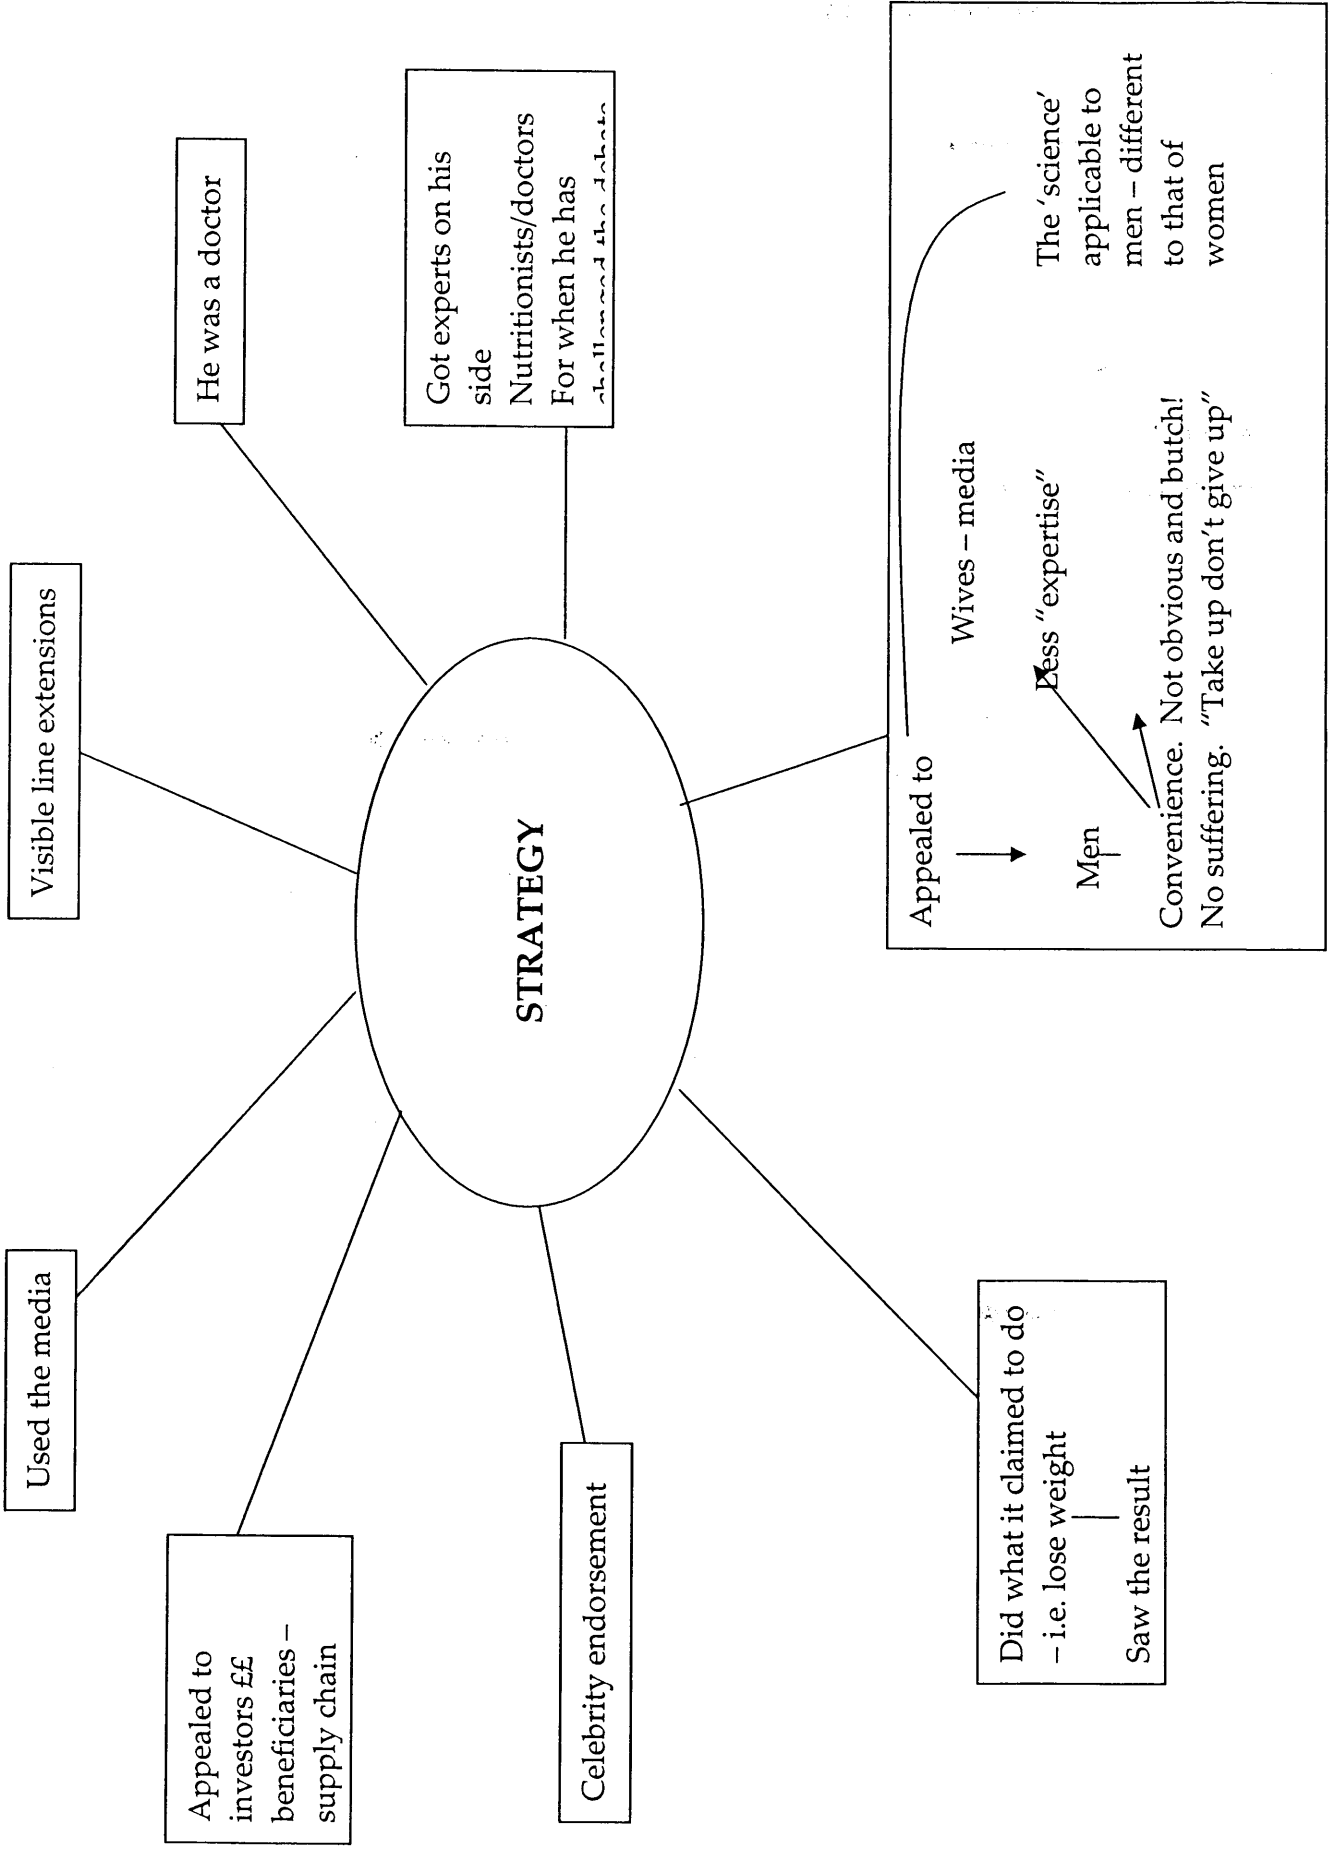 Used the media
Visible line extensions
He was a doctor
Appealed to
investors ££
beneficiaries –
supply chain
Got experts on his
side
Nutritionists/doctors
For when he has
challenged the debate
STRATEGY
Celebrity endorsement
Did what it claimed to do
– i.e. lose weight
Saw the result
Appealed to
Wives – media
Men
Less "expertise"
The 'science'
applicable to
men – different
to that of
women
Convenience. Not obvious and butch!
No suffering. "Take up don't give up"